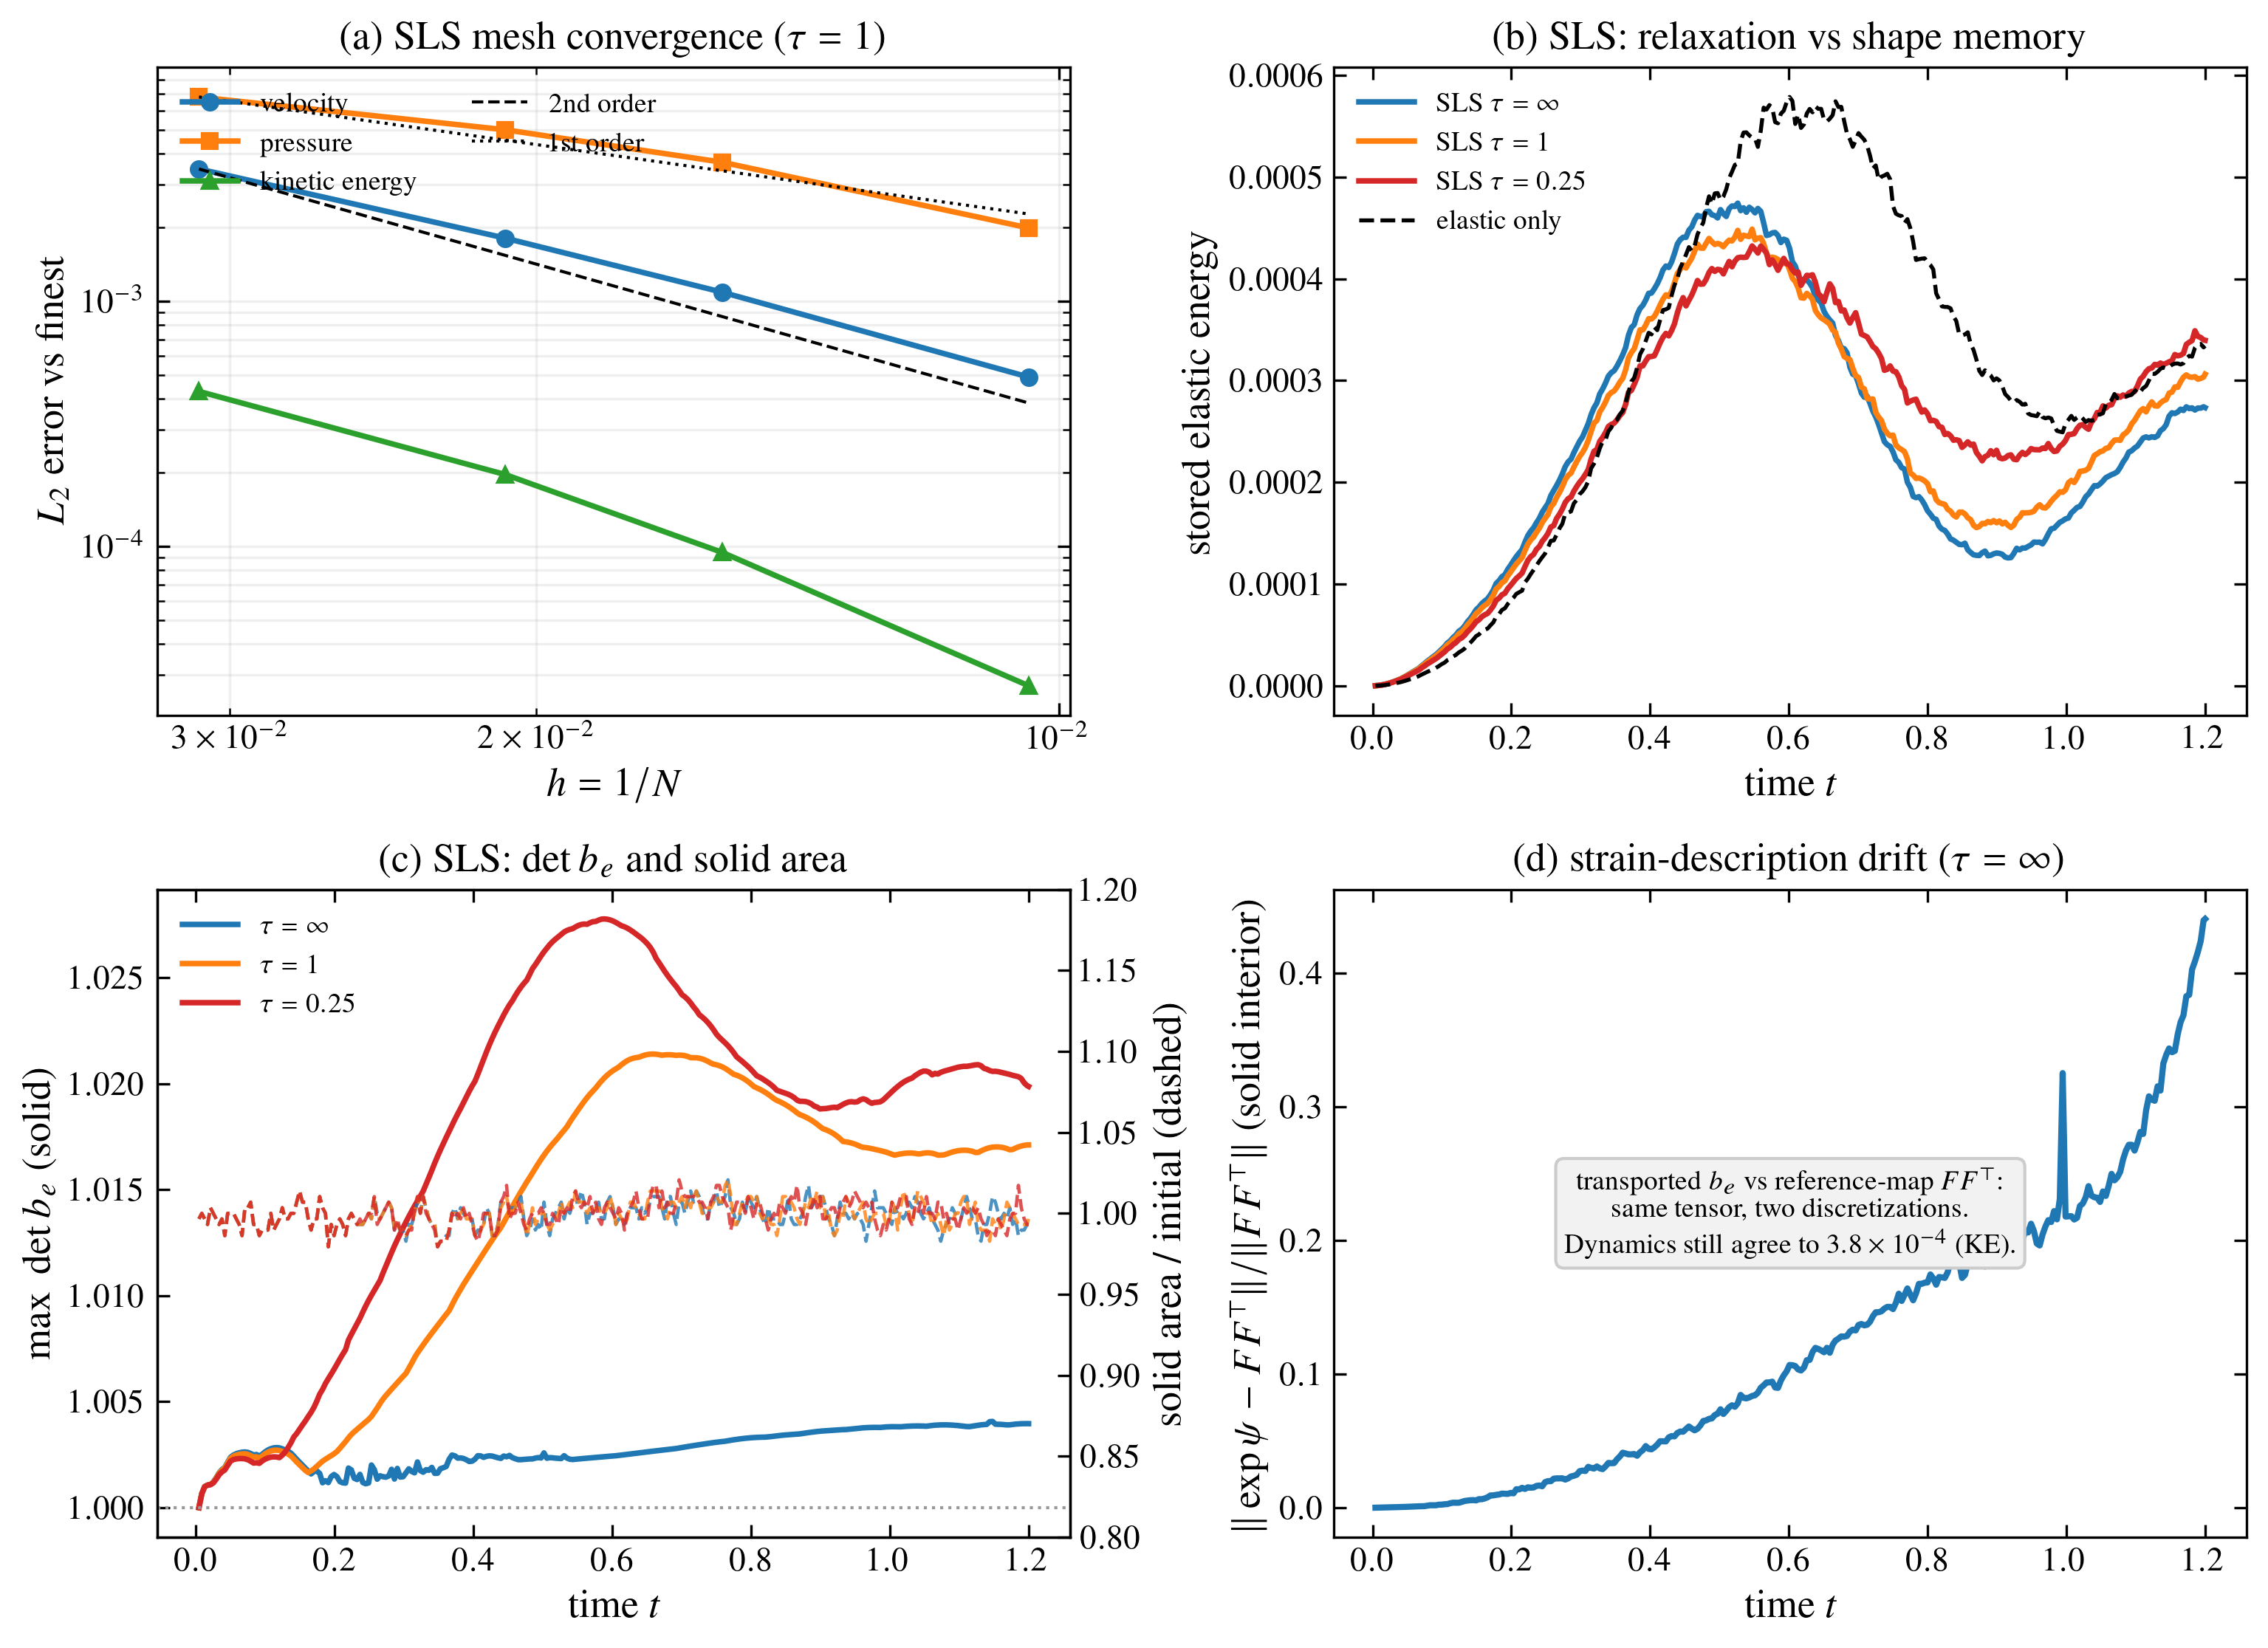 (a) SLS mesh convergence (τ = 1)
velocity
pressure
kinetic energy
2nd order
1st order
10⁻³
10⁻⁴
L₂ error vs finest
3 × 10⁻²
2 × 10⁻²
10⁻²
h = 1/N
(b) SLS: relaxation vs shape memory
SLS τ = ∞
SLS τ = 1
SLS τ = 0.25
elastic only
0.0006
0.0005
0.0004
0.0003
0.0002
0.0001
0.0000
stored elastic energy
0.0 0.2 0.4 0.6 0.8 1.0 1.2
time t
(c) SLS: det bₑ and solid area
τ = ∞
τ = 1
τ = 0.25
1.025
1.020
1.015
1.010
1.005
1.000
max det bₑ (solid)
1.20
1.15
1.10
1.05
1.00
0.95
0.90
0.85
0.80
solid area / initial (dashed)
0.0 0.2 0.4 0.6 0.8 1.0 1.2
time t
(d) strain-description drift (τ = ∞)
0.4
0.3
0.2
0.1
0.0
‖ exp ψ − FF⊤‖/‖FF⊤‖ (solid interior)
transported bₑ vs reference-map FF⊤:
same tensor, two discretizations.
Dynamics still agree to 3.8 × 10⁻⁴ (KE).
0.0 0.2 0.4 0.6 0.8 1.0 1.2
time t